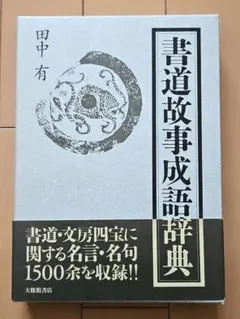 書道故事成語辞典
田中 有
書道・文房四宝に
関する名言・名句
1500余を収録!!
大修館書店